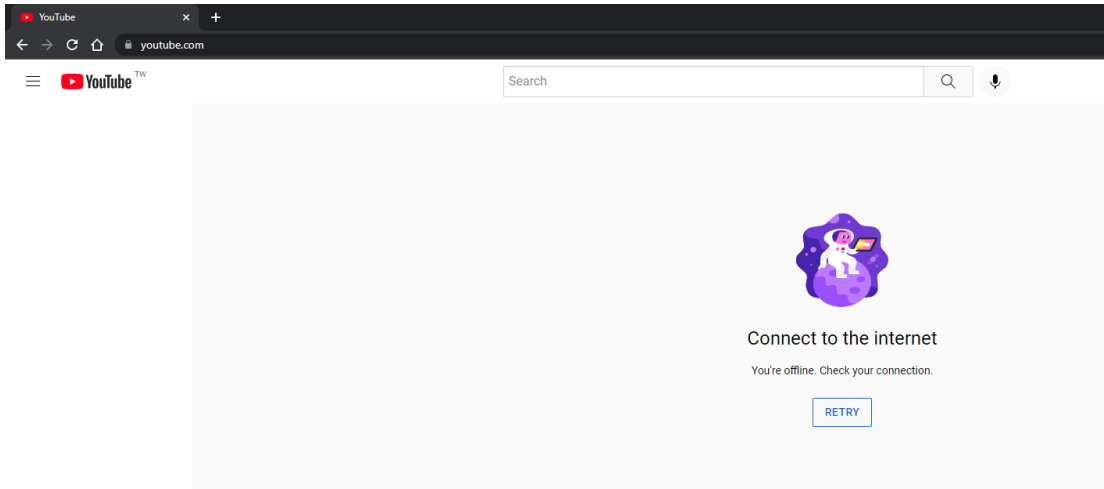 YouTube
youtube.com
YouTube TW
Search
Connect to the internet
You're offline. Check your connection.
RETRY